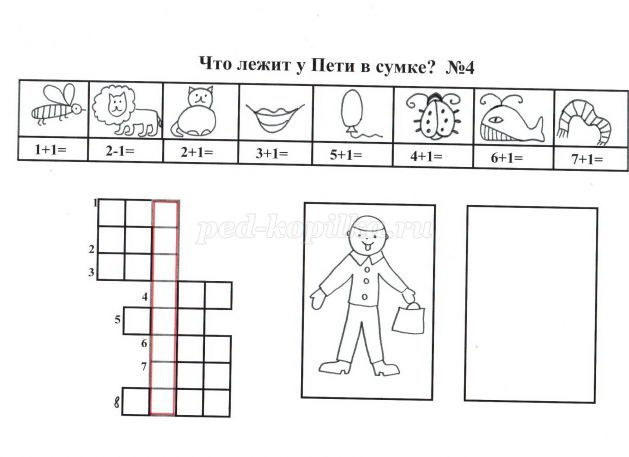 Что лежит у Пети в сумке? №4
1+1= 2-1= 2+1= 3+1= 5+1= 4+1= 6+1= 7+1=
1
2
3
4
5
6
7
8
ped-kopilka.ru